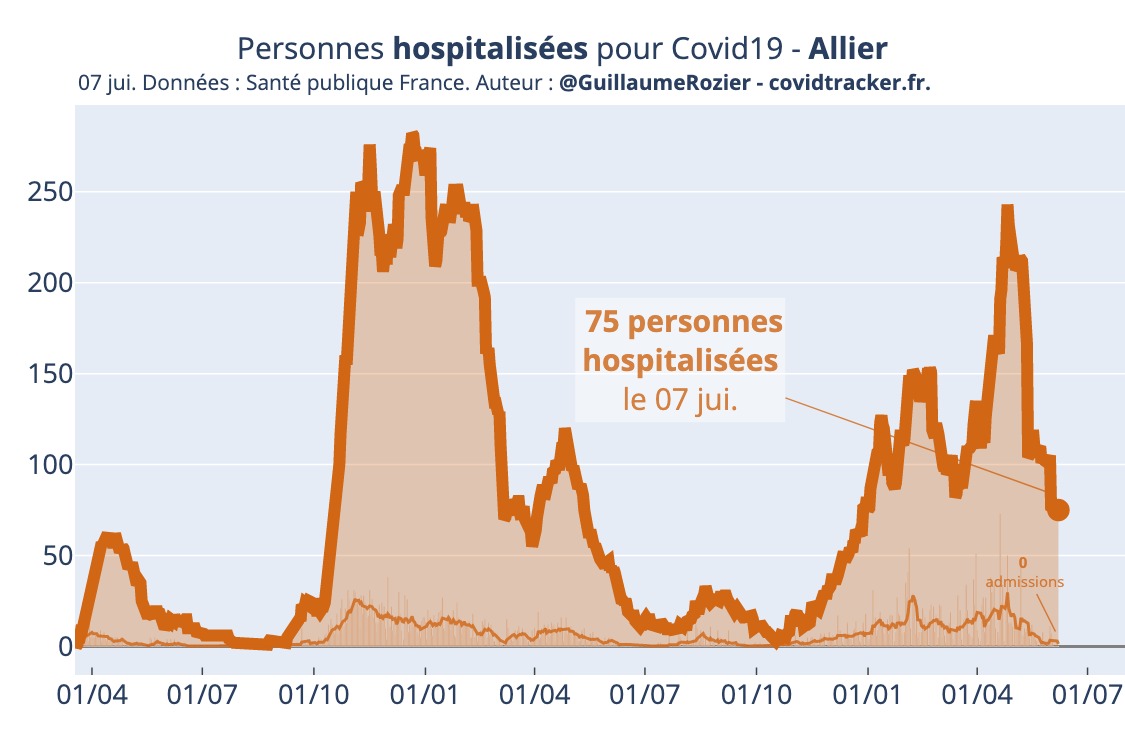 Personnes hospitalisées pour Covid19 - Allier
07 jui. Données : Santé publique France. Auteur : @GuillaumeRozier - covidtracker.fr.
250
200
150
100
50
0
75 personnes
hospitalisées
le 07 jui.
0
admissions
01/04
01/07
01/10
01/01
01/04
01/07
01/10
01/01
01/04
01/07